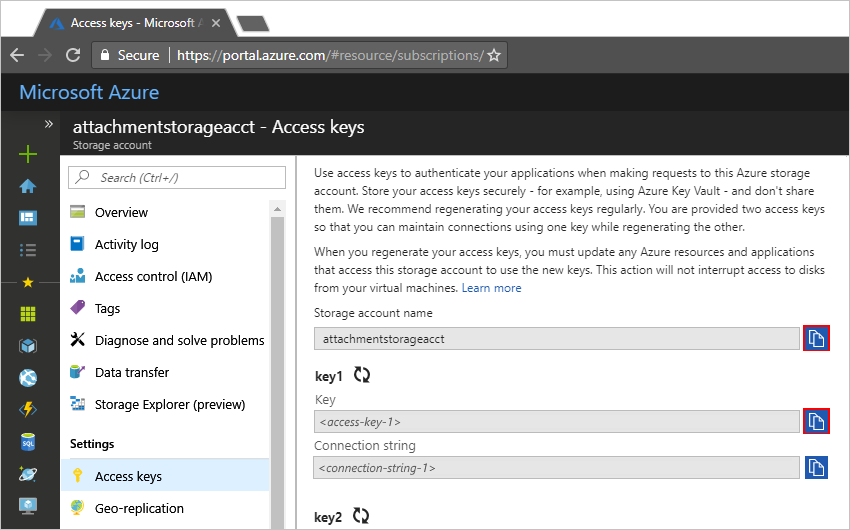 Access keys - Microsoft A
Secure
https://portal.azure.com/#resource/subscriptions/
Microsoft Azure
attachmentstorageacct - Access keys
Storage account
Search (Ctrl+/)
Overview
Activity log
Access control (IAM)
Tags
Diagnose and solve problems
Data transfer
Storage Explorer (preview)
Settings
Access keys
Geo-replication
Use access keys to authenticate your applications when making requests to this Azure storage
account. Store your access keys securely - for example, using Azure Key Vault - and don't share
them. We recommend regenerating your access keys regularly. You are provided two access keys
so that you can maintain connections using one key while regenerating the other.
When you regenerate your access keys, you must update any Azure resources and applications
that access this storage account to use the new keys. This action will not interrupt access to disks
from your virtual machines. Learn more
Storage account name
attachmentstorageacct
key1
Key
<access-key-1>
Connection string
<connection-string-1>
key2
SQL